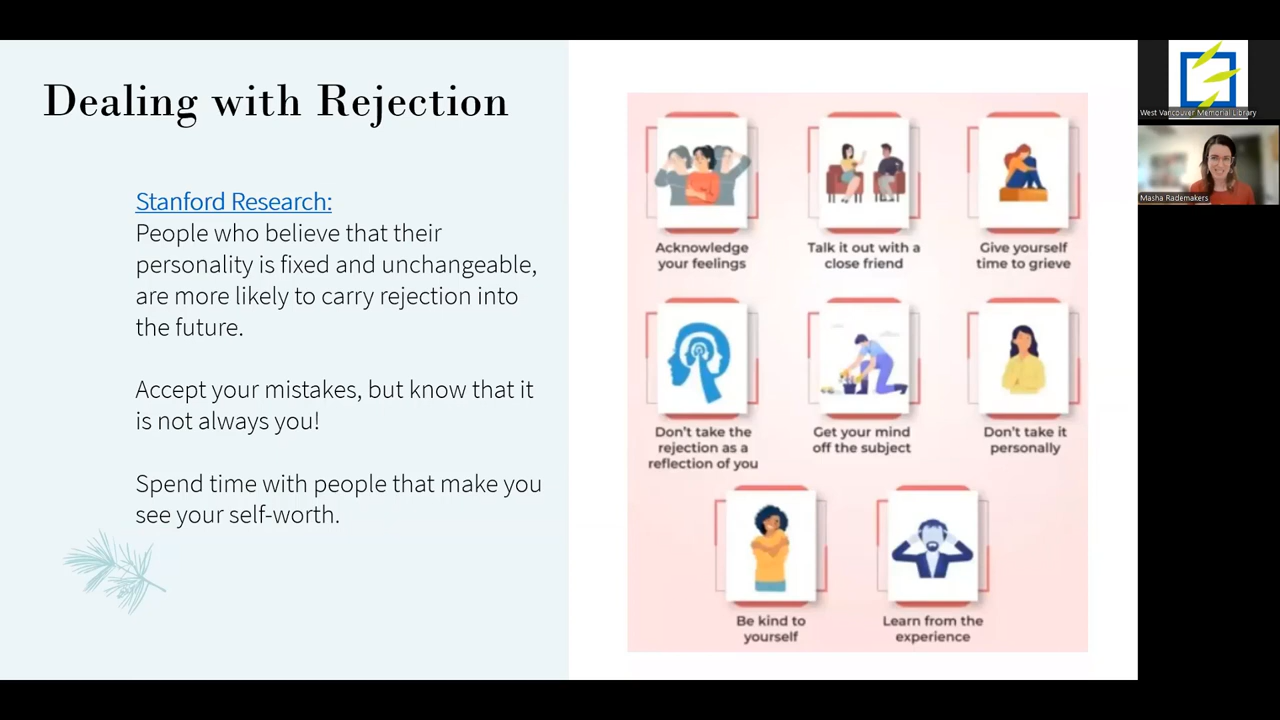 Dealing with Rejection
Stanford Research:
People who believe that their
personality is fixed and unchangeable,
are more likely to carry rejection into
the future.
Accept your mistakes, but know that it
is not always you!
Spend time with people that make you
see your self-worth.
Acknowledge
your feelings
Talk it out with a
close friend
Give yourself
time to grieve
Don't take the
rejection as a
reflection of you
Get your mind
off the subject
Don't take it
personally
Be kind to
yourself
Learn from the
experience
West Vancouver Memorial Library
Masha Rademakers